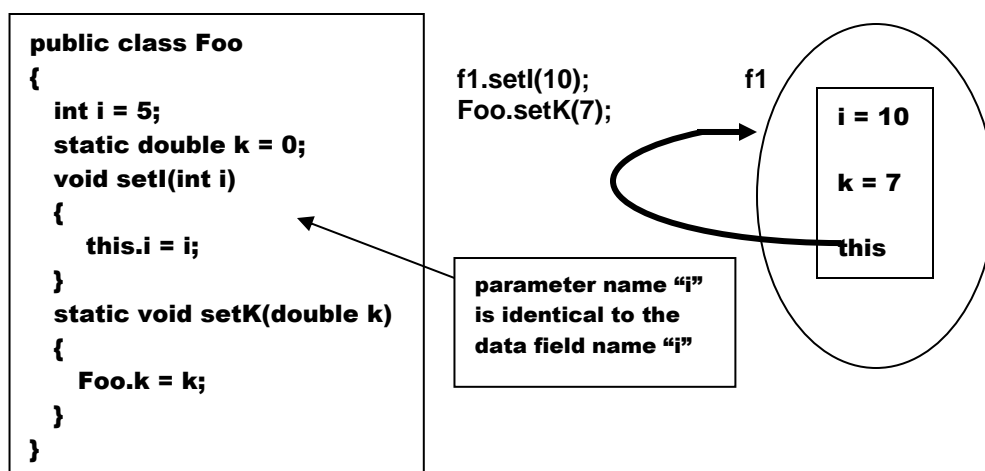 public class Foo
{
int i = 5;
static double k = 0;
void setI(int i)
{
this.i = i;
}
static void setK(double k)
{
Foo.k = k;
}
}
f1.setI(10);
Foo.setK(7);
parameter name “i”
is identical to the
data field name “i”
f1
i = 10
k = 7
this